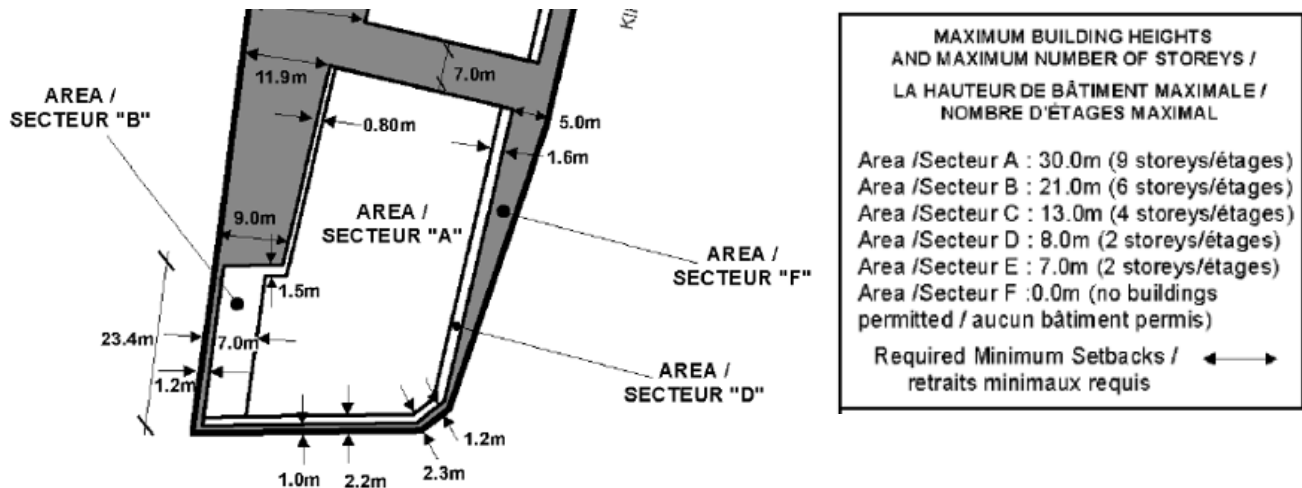 KI
11.9m
7.0m
AREA /
SECTEUR "B"
0.80m
5.0m
1.6m
AREA /
SECTEUR "A"
9.0m
AREA /
SECTEUR "F"
1.5m
23.4m
7.0m
1.2m
AREA /
SECTEUR "D"
1.2m
2.3m
1.0m
2.2m
MAXIMUM BUILDING HEIGHTS
AND MAXIMUM NUMBER OF STOREYS /
LA HAUTEUR DE BÂTIMENT MAXIMALE /
NOMBRE D'ÉTAGES MAXIMAL
Area /Secteur A : 30.0m (9 storeys/étages)
Area /Secteur B : 21.0m (6 storeys/étages)
Area /Secteur C : 13.0m (4 storeys/étages)
Area /Secteur D : 8.0m (2 storeys/étages)
Area /Secteur E : 7.0m (2 storeys/étages)
Area /Secteur F :0.0m (no buildings
permitted / aucun bâtiment permis)
Required Minimum Setbacks /
retraits minimaux requis